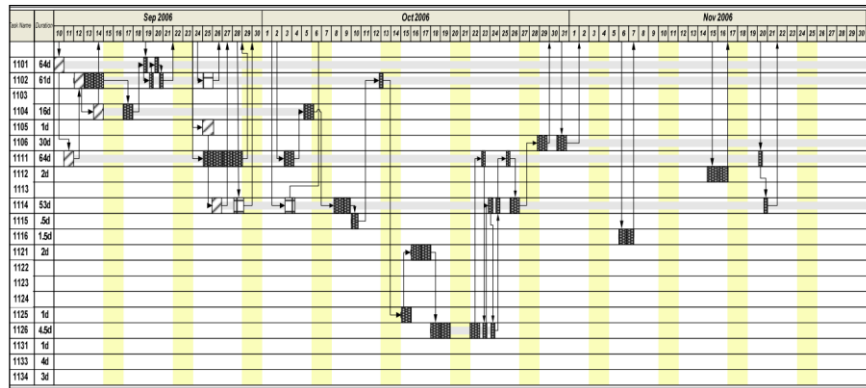 Sep 2006 Oct 2006 Nov 2006
Task Name Duration 10 11 12 13 14 15 16 17 18 19 20 21 22 23 24 25 26 27 28 29 30 1 2 3 4 5 6 7 8 9 10 11 12 13 14 15 16 17 18 19 20 21 22 23 24 25 26 27 28 29 30 31 1 2 3 4 5 6 7 8 9 10 11 12 13 14 15 16 17 18 19 20 21 22 23 24 25 26 27 28 29 30
1101 64d
1102 61d
1103
1104 16d
1105 1d
1106 30d
1111 64d
1112 2d
1113
1114 53d
1115 .5d
1116 1.5d
1121 2d
1122
1123
1124
1125 1d
1126 4.5d
1131 1d
1133 4d
1134 3d